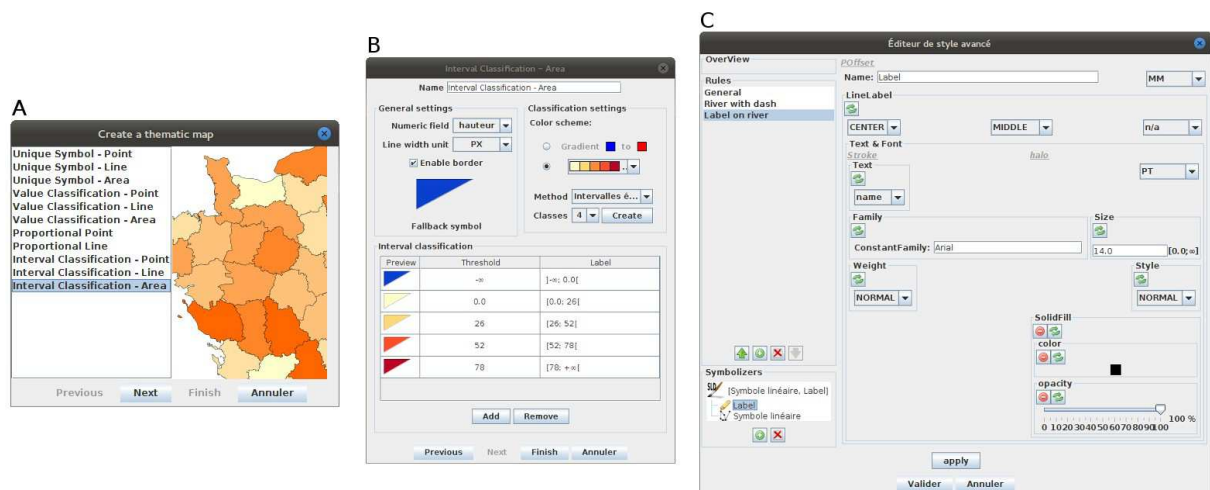 A
Create a thematic map
Unique Symbol - Point
Unique Symbol - Line
Unique Symbol - Area
Value Classification - Point
Value Classification - Line
Value Classification - Area
Proportional Point
Proportional Line
Interval Classification - Point
Interval Classification - Line
Interval Classification - Area
Previous Next Finish Annuler
B
Interval Classification - Area
Name Interval Classification - Area
General settings
Numeric field hauteur
Line width unit PX
Enable border
Fallback symbol
Classification settings
Color scheme:
Gradient to
..
Method Intervalles é...
Classes 4 Create
Interval classification
Preview Threshold Label
-∞ ]-∞; 0.0[
0.0 [0.0; 26[
26 [26; 52[
52 [52; 78[
78 [78; +∞[
Add Remove
Previous Next Finish Annuler
C
Éditeur de style avancé
OverView
Rules
General
River with dash
Label on river
Symbolizers
SLD [Symbole linéaire, Label]
Label
Symbole linéaire
POffset
Name: Label MM
LineLabel
CENTER MIDDLE n/a
Text & Font
Stroke halo
Text PT
name
Family Size
ConstantFamily: Arial 14.0 [0.0;∞]
Weight Style
NORMAL NORMAL
SolidFill
color
opacity
100 %
0 10 20 30 40 50 60 70 80 90 100
apply
Valider Annuler